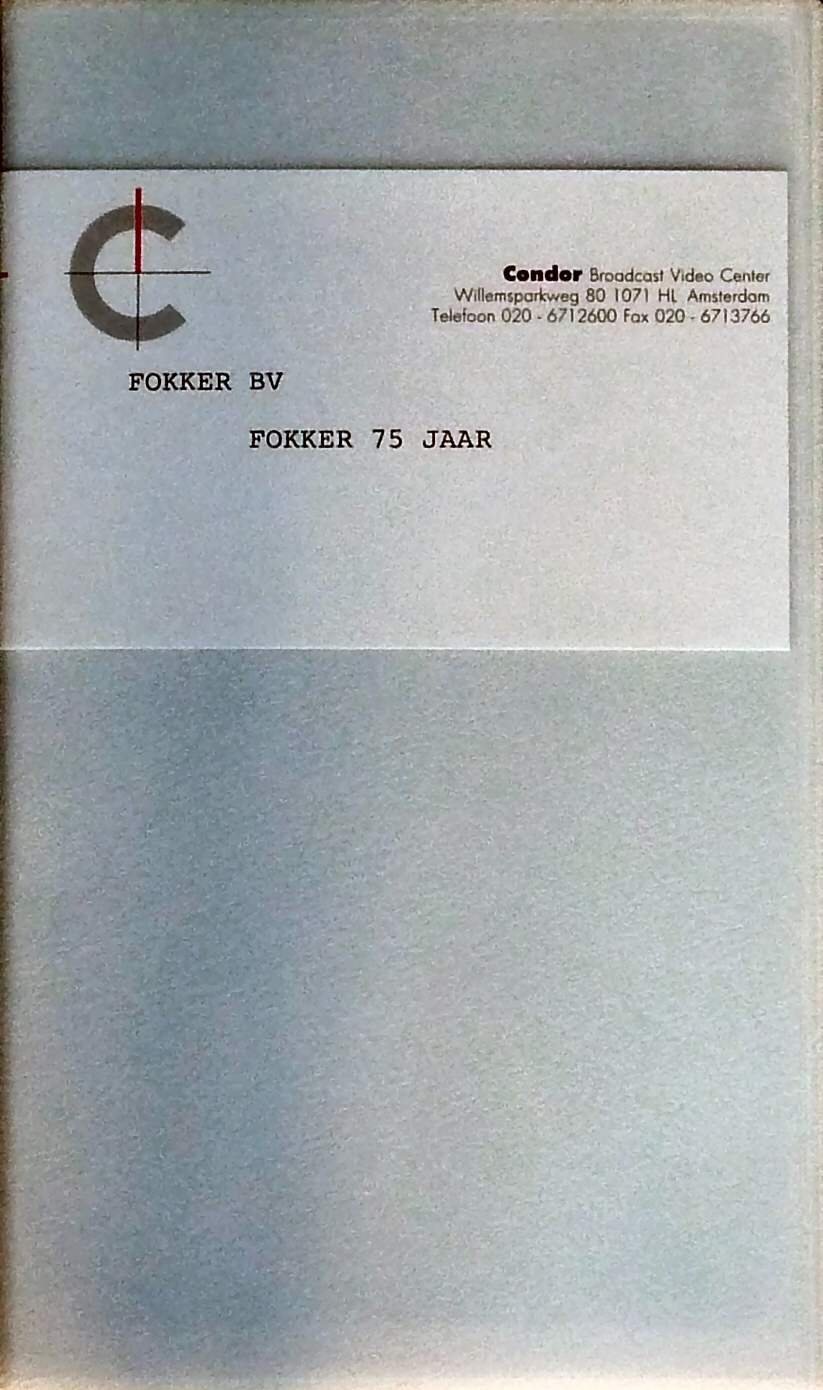 Condor Broadcast Video Center
Willemsparkweg 80 1071 HL Amsterdam
Telefoon 020 - 6712600 Fax 020 - 6713766
FOKKER BV
FOKKER 75 JAAR